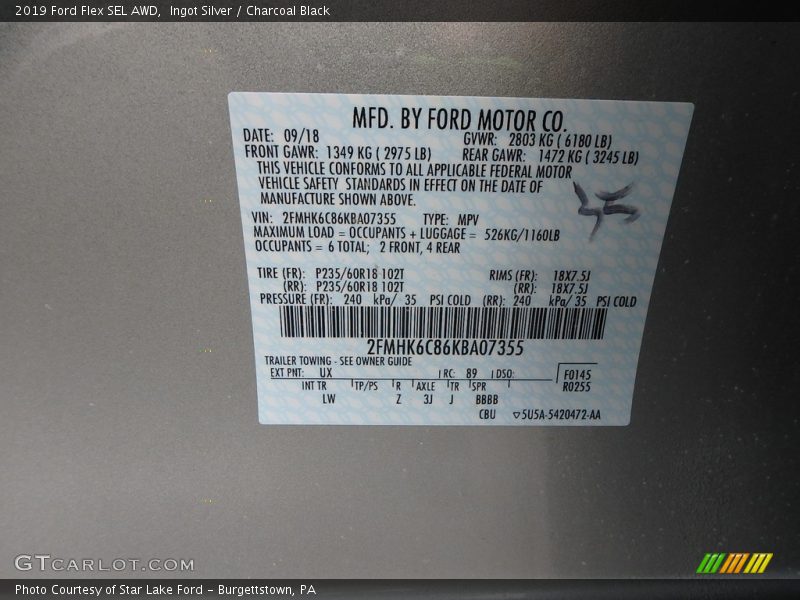 2019 Ford Flex SEL AWD,  Ingot Silver / Charcoal Black
MFD. BY FORD MOTOR CO.
DATE: 09/18 GVWR: 2803 KG ( 6180 LB)
FRONT GAWR: 1349 KG ( 2975 LB) REAR GAWR: 1472 KG ( 3245 LB)
THIS VEHICLE CONFORMS TO ALL APPLICABLE FEDERAL MOTOR
VEHICLE SAFETY STANDARDS IN EFFECT ON THE DATE OF
MANUFACTURE SHOWN ABOVE.
VIN: 2FMHK6C86KBA07355 TYPE: MPV
MAXIMUM LOAD = OCCUPANTS + LUGGAGE = 526KG/1160LB
OCCUPANTS = 6 TOTAL; 2 FRONT, 4 REAR
TIRE (FR): P235/60R18 102T RIMS (FR): 18X7.5J
(RR): P235/60R18 102T (RR): 18X7.5J
PRESSURE (FR): 240 kPa/ 35 PSI COLD (RR): 240 kPa/ 35 PSI COLD
2FMHK6C86KBA07355
TRAILER TOWING - SEE OWNER GUIDE
EXT PNT: UX RC: 89 DSO: F0145
INT TR TP/PS R AXLE TR SPR R0255
LW Z 3J J BBBB
CBU ▽5U5A-5420472-AA
GTCARLOT.COM
Photo Courtesy of Star Lake Ford – Burgettstown, PA